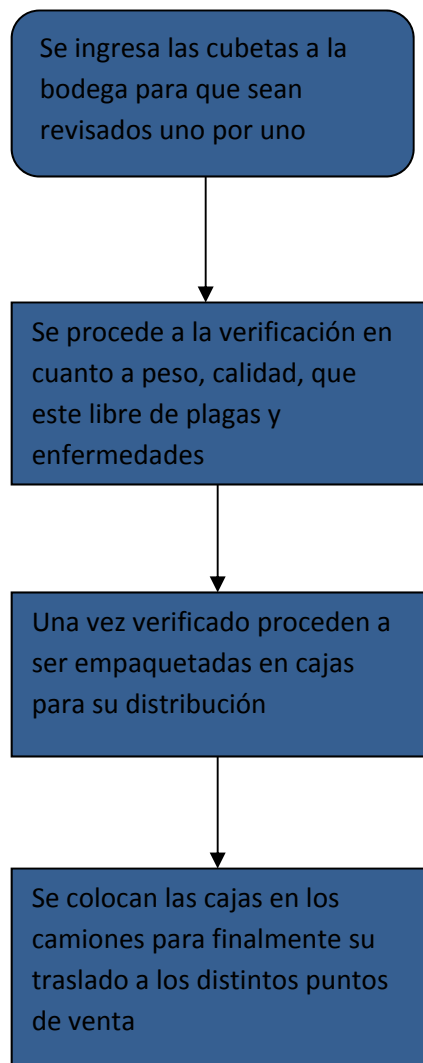 Se ingresa las cubetas a la
bodega para que sean
revisados uno por uno
Se procede a la verificación en
cuanto a peso, calidad, que
este libre de plagas y
enfermedades
Una vez verificado proceden a
ser empaquetadas en cajas
para su distribución
Se colocan las cajas en los
camiones para finalmente su
traslado a los distintos puntos
de venta